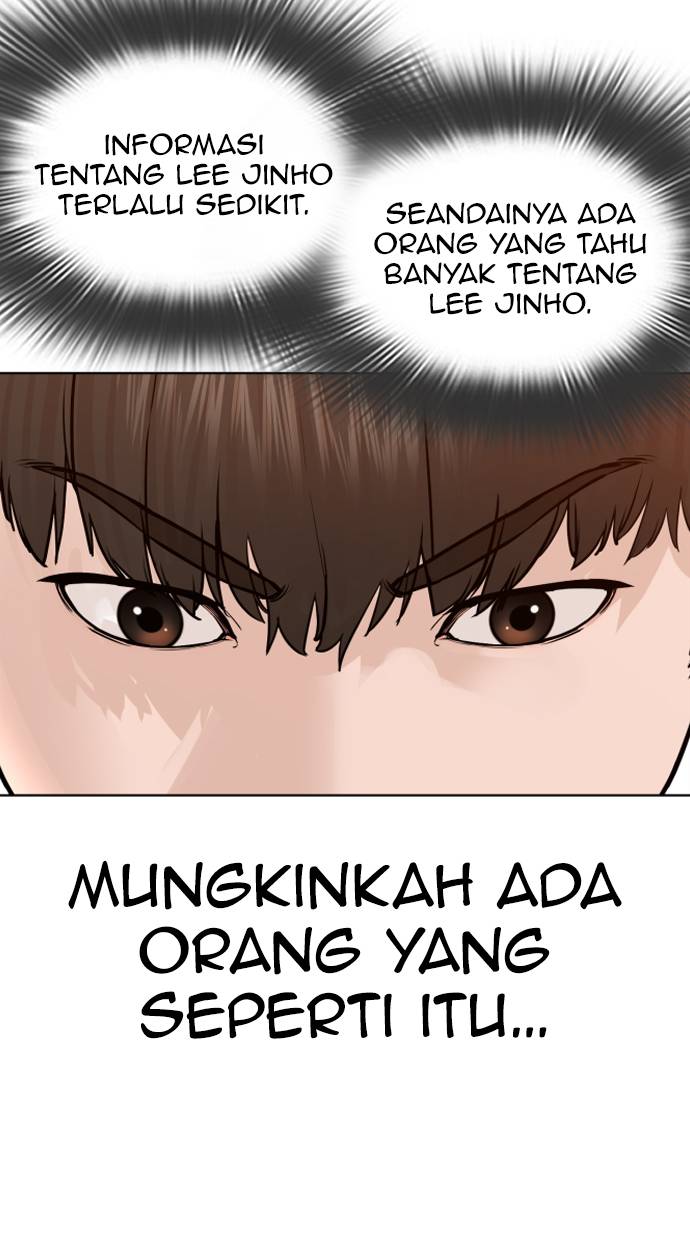 INFORMASI
TENTANG LEE JINHO
TERLALU SEDIKIT.
SEANDAINYA ADA
ORANG YANG TAHU
BANYAK TENTANG
LEE JINHO.
MUNGKINKAH ADA
ORANG YANG
SEPERTI ITU...